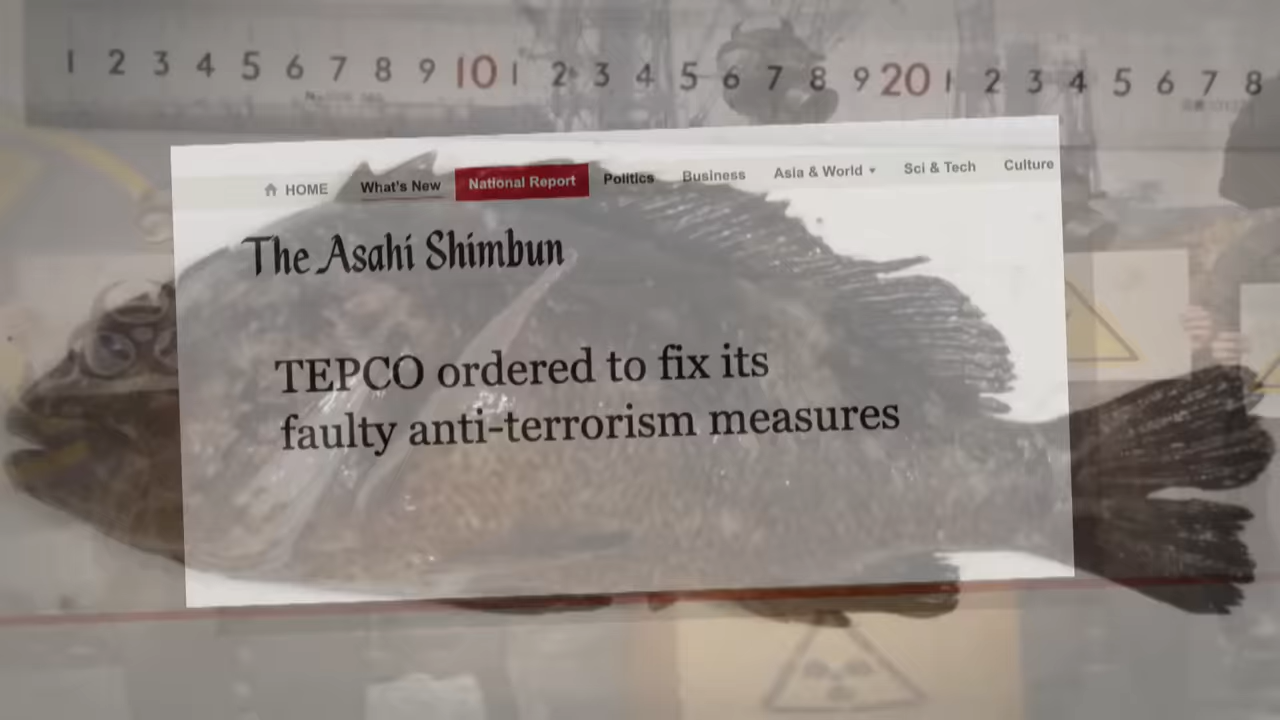 1 2 3 4 5 6 7 8 9 10 1 2 3 4 5 6 7 8 9 20 1 2 3 4 5 6 7 8
HOME What's New National Report Politics Business Asia & World Sci & Tech Culture
The Asahi Shimbun
TEPCO ordered to fix its
faulty anti-terrorism measures